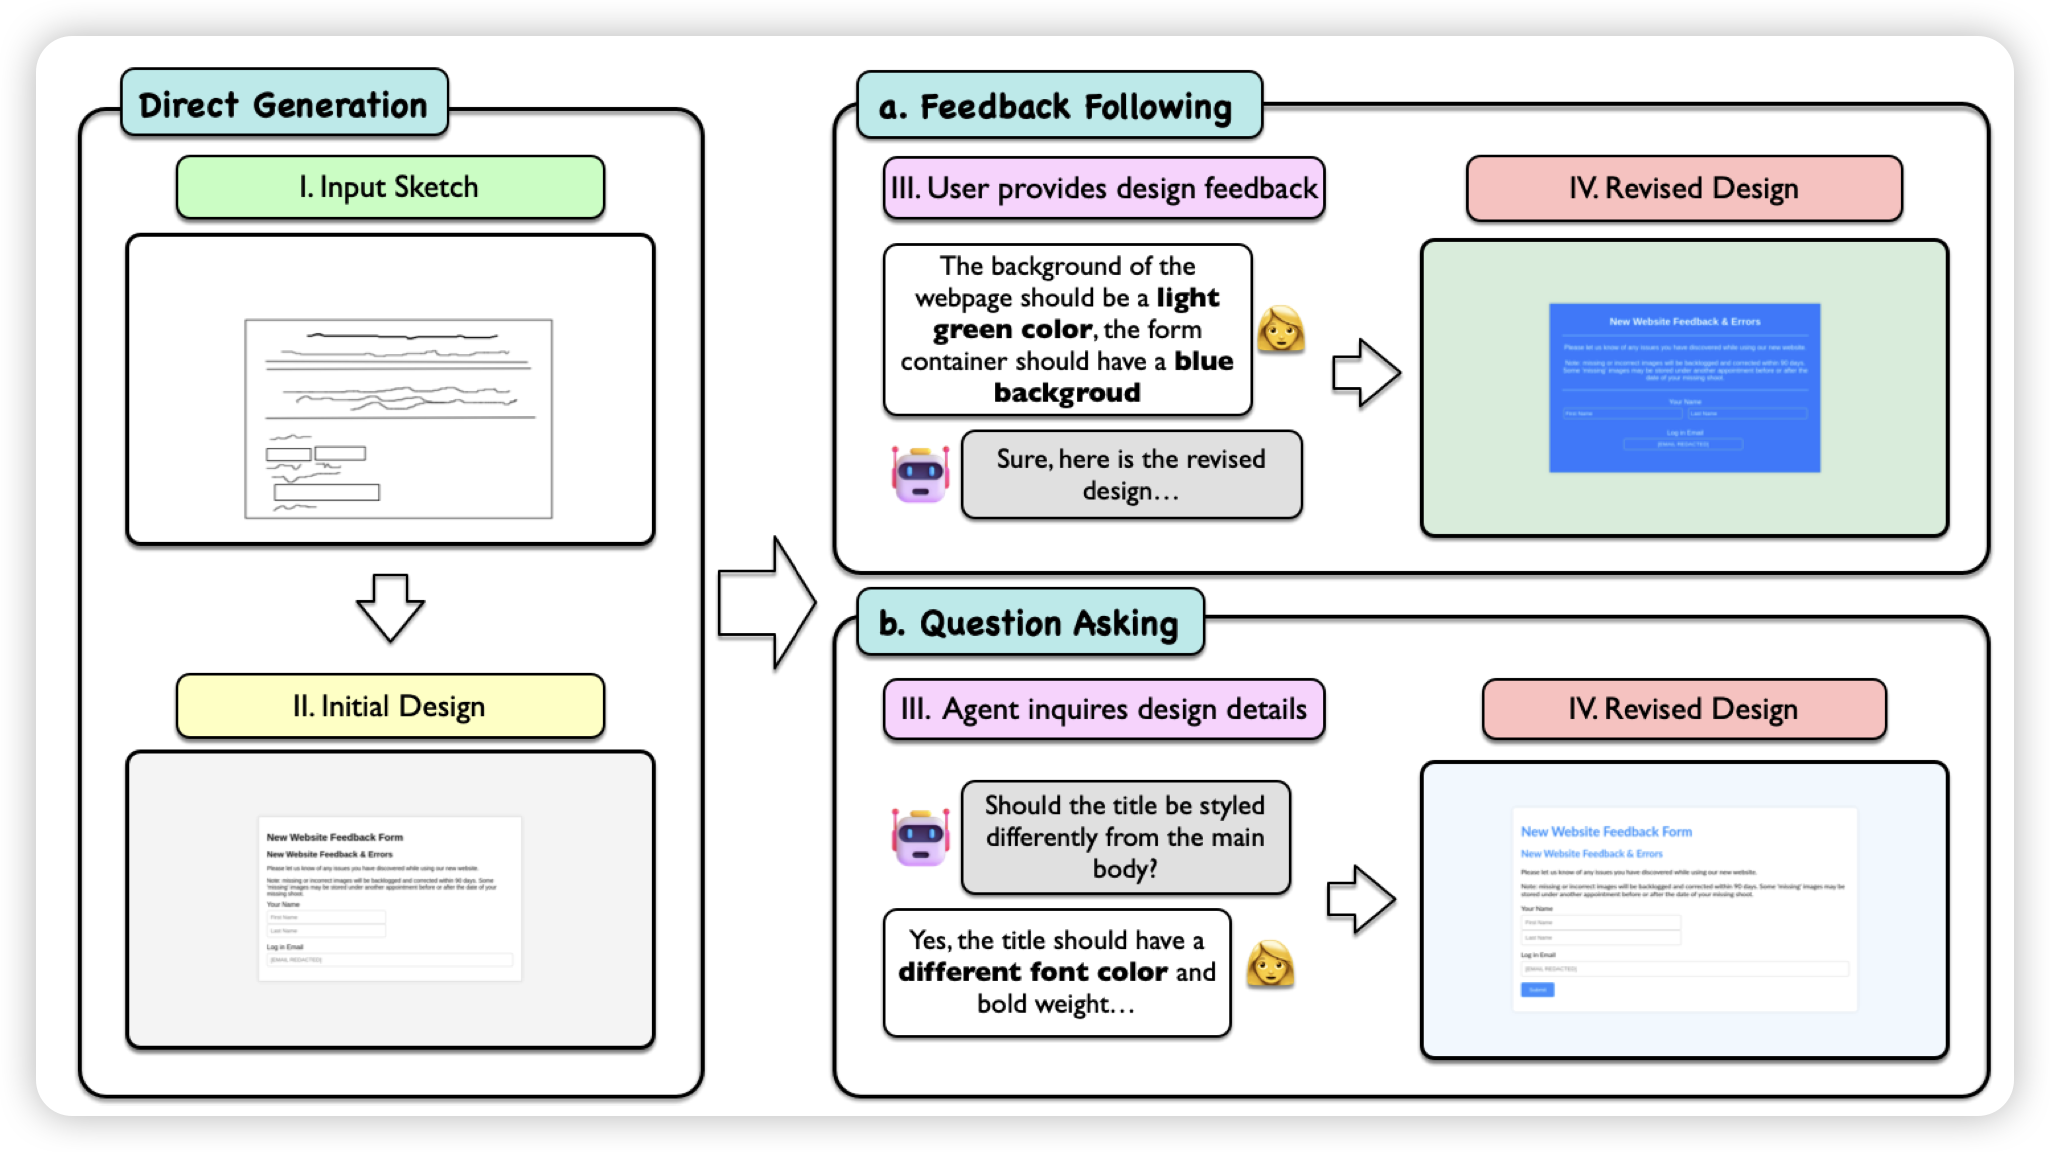 Direct Generation
I. Input Sketch
II. Initial Design
New Website Feedback Form
New Website Feedback & Errors
Please let us know of any issues you have discovered while using our new website.
Note: missing or incorrect images will be backlogged and corrected within 90 days. Some
'missing' images may be stored under another appointment before or after the date of your
missing shoot.
Your Name
First Name
Last Name
Log in Email
[EMAIL REDACTED]
a. Feedback Following
III. User provides design feedback
The background of the
webpage should be a light
green color, the form
container should have a blue
backgroud
Sure, here is the revised
design…
IV. Revised Design
New Website Feedback & Errors
Please let us know of any issues you have discovered while using our new website.
Note: missing or incorrect images will be backlogged and corrected within 90 days.
Some 'missing' images may be stored under another appointment before or after the
date of your missing shoot.
Your Name
First Name
Last Name
Log in Email
[EMAIL REDACTED]
b. Question Asking
III. Agent inquires design details
Should the title be styled
differently from the main
body?
Yes, the title should have a
different font color and
bold weight…
IV. Revised Design
New Website Feedback Form
New Website Feedback & Errors
Please let us know of any issues you have discovered while using our new website.
Note: missing or incorrect images will be backlogged and corrected within 90 days. Some 'missing' images may be
stored under another appointment before or after the date of your missing shoot.
Your Name
First Name
Last Name
Log in Email
[EMAIL REDACTED]
Submit